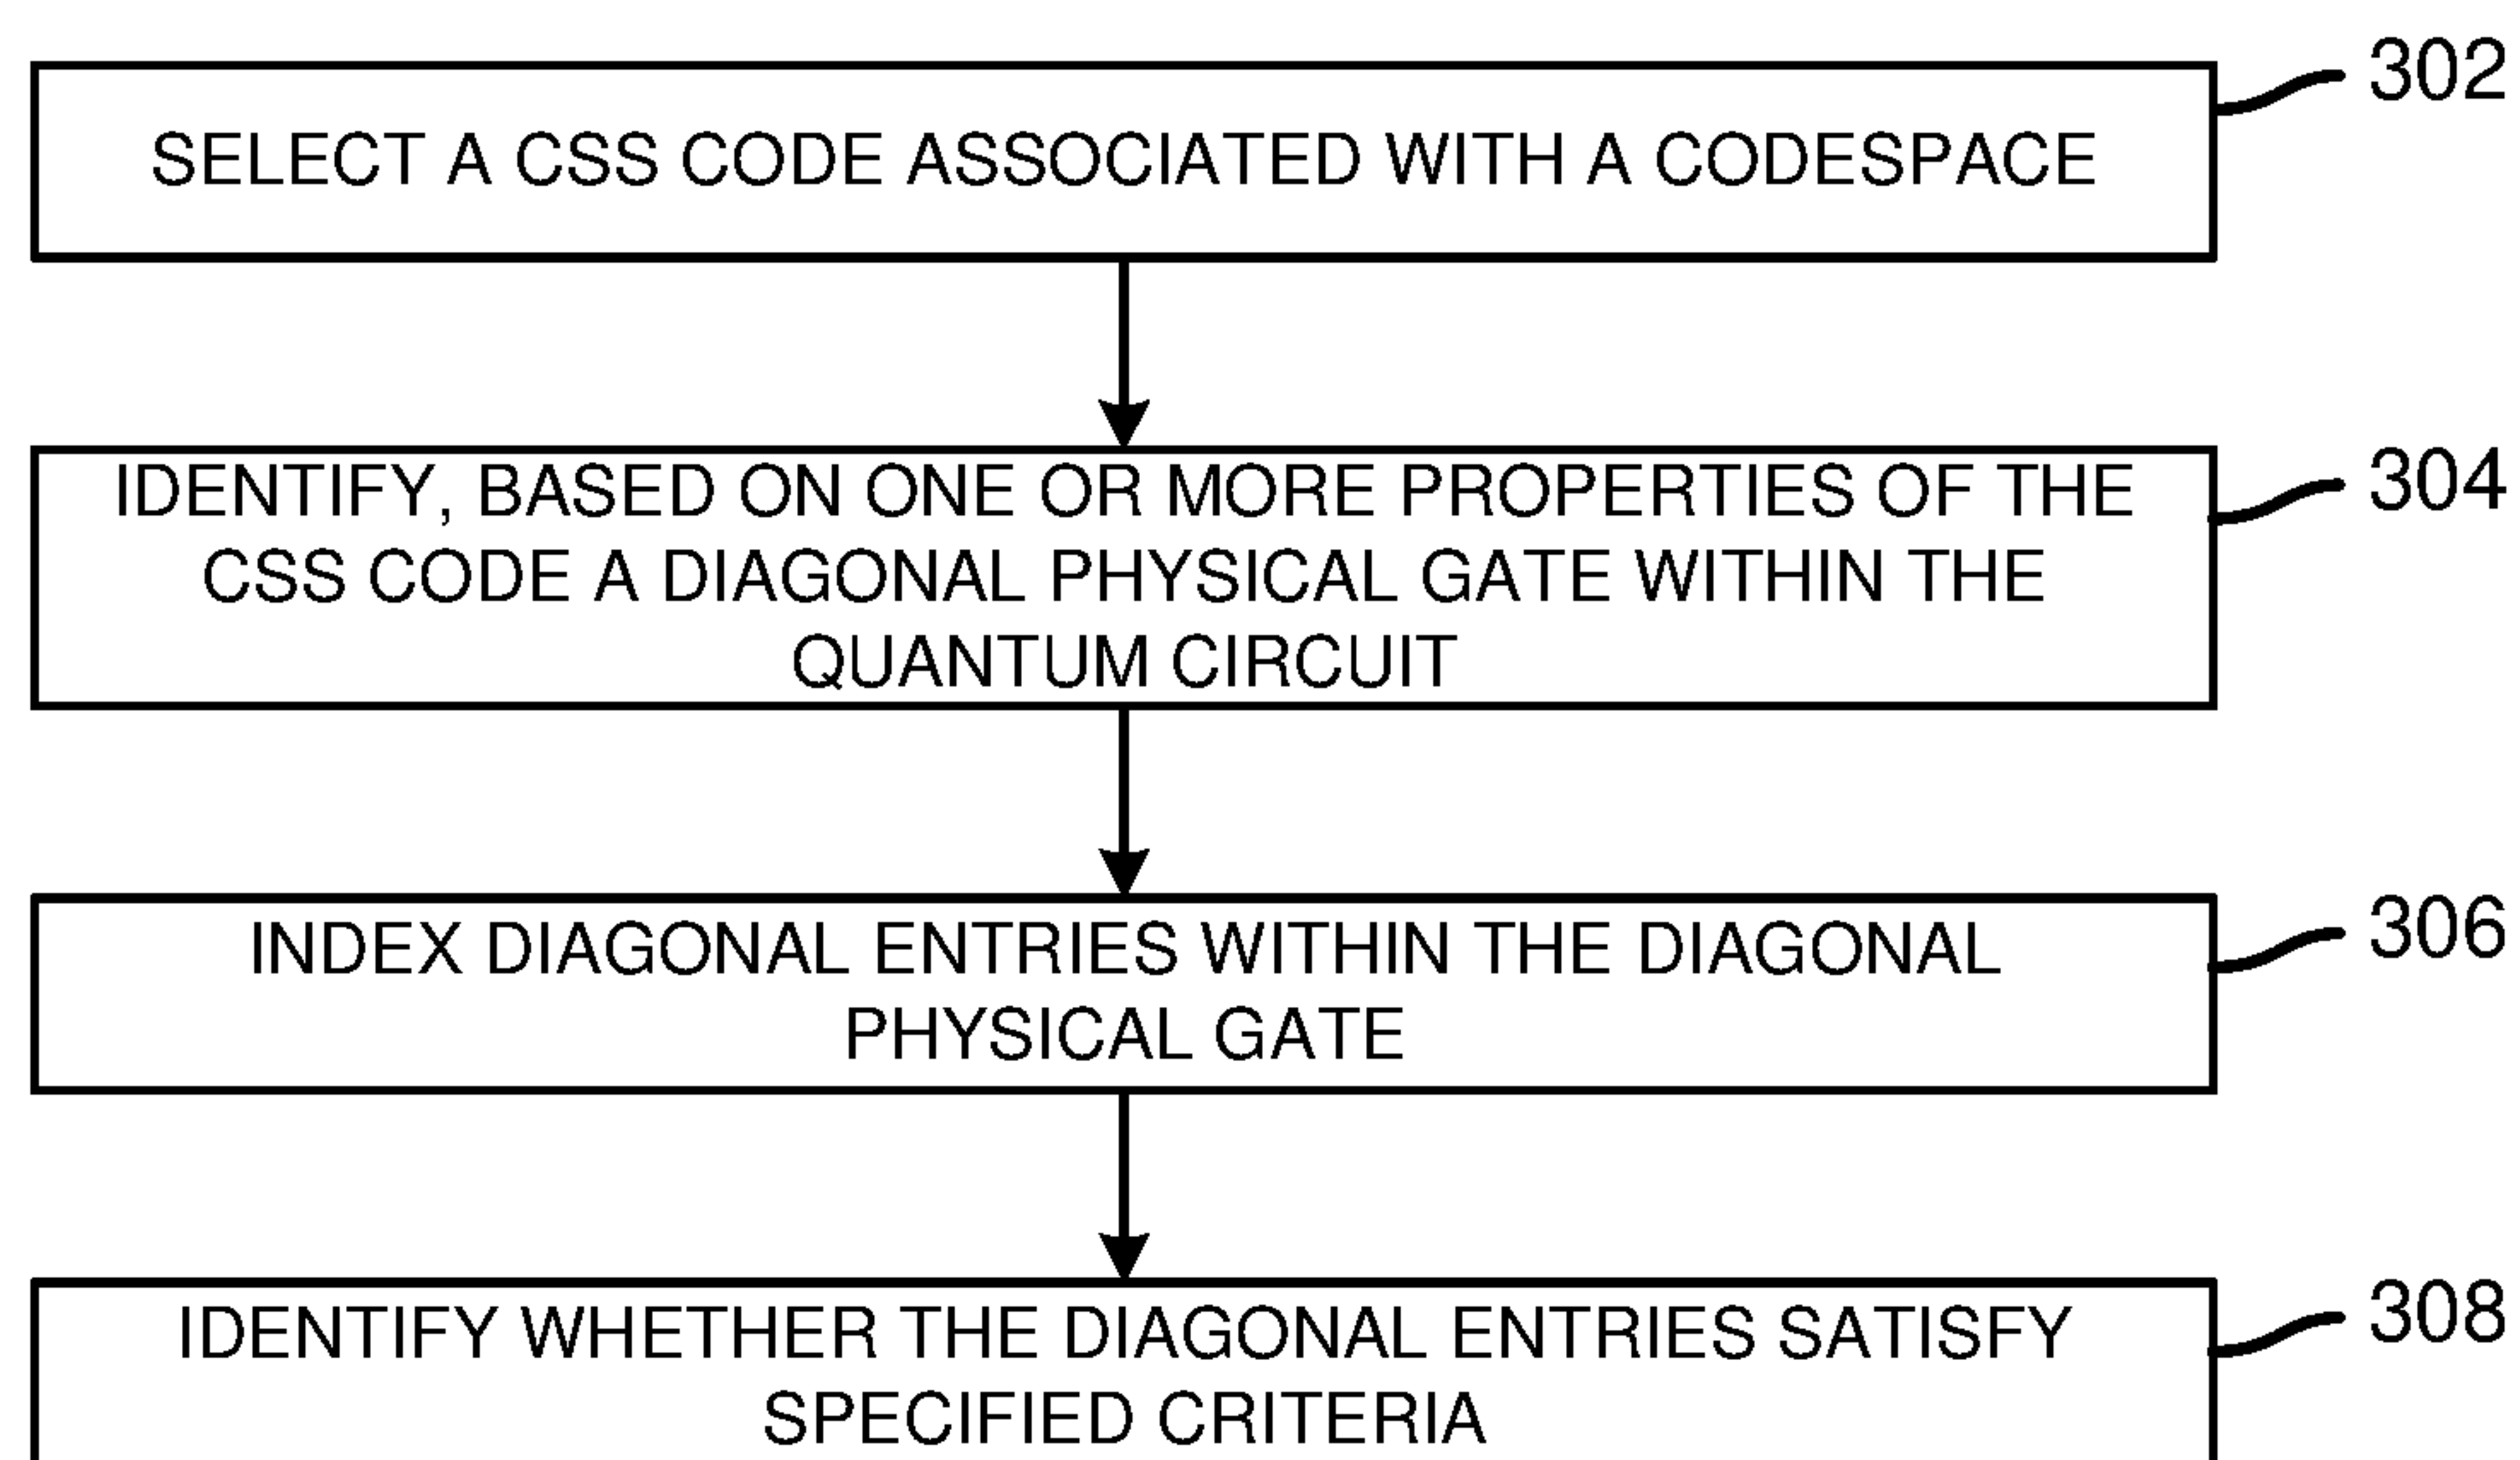 302
SELECT A CSS CODE ASSOCIATED WITH A CODESPACE
304
IDENTIFY, BASED ON ONE OR MORE PROPERTIES OF THE
CSS CODE A DIAGONAL PHYSICAL GATE WITHIN THE
QUANTUM CIRCUIT
306
INDEX DIAGONAL ENTRIES WITHIN THE DIAGONAL
PHYSICAL GATE
308
IDENTIFY WHETHER THE DIAGONAL ENTRIES SATISFY
SPECIFIED CRITERIA